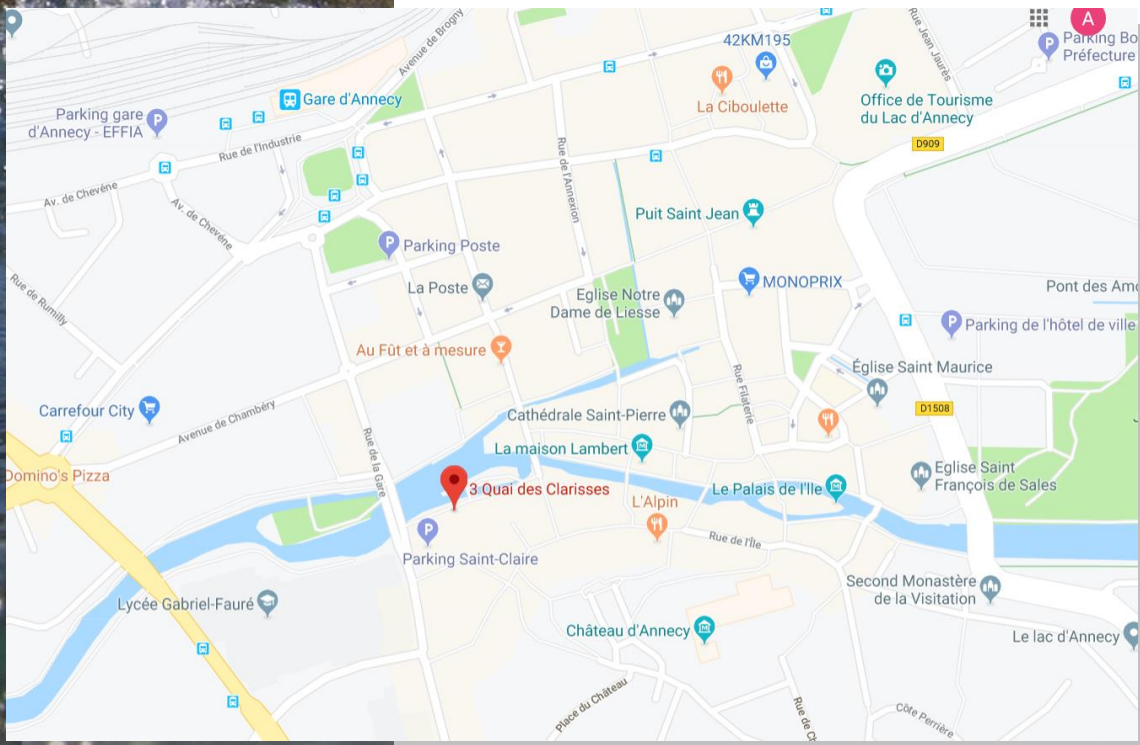 Avenue de Brogny
42KM195
Rue Jean Jaurès
A
Parking Bo
Préfecture
La Ciboulette
Office de Tourisme
du Lac d'Annecy
Gare d'Annecy
Parking gare
d'Annecy - EFFIA
P
Rue de l'Industrie
D909
Av. de Chevêne
Av. de Chevêne
Rue de l'Annexion
Puit Saint Jean
P
Parking Poste
La Poste
MONOPRIX
Rue de Rumilly
Eglise Notre
Dame de Liesse
Pont des Amo
P
Parking de l'hôtel de ville
Au Fût et à mesure
Église Saint Maurice
Rue Filaterie
Carrefour City
Avenue de Chambéry
D1508
Cathédrale Saint-Pierre
Rue de la Gare
La maison Lambert
Domino's Pizza
3 Quai des Clarisses
Le Palais de l'Ile
Eglise Saint
François de Sales
L'Alpin
P
Parking Saint-Claire
Rue de l'Île
Second Monastère
de la Visitation
Lycée Gabriel-Fauré
Château d'Annecy
Le lac d'Annecy
Place du Château
Rue de Ch
Côte Perrière